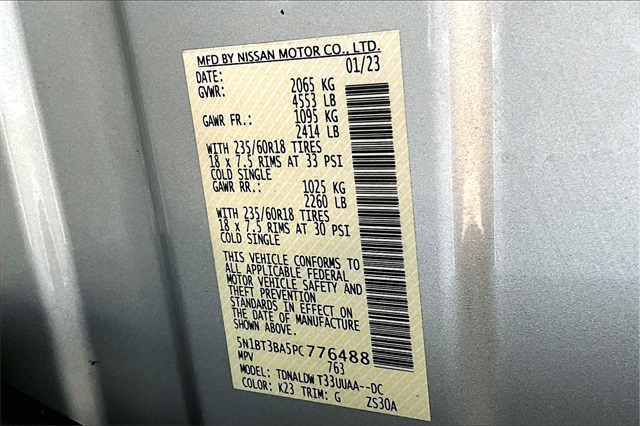 MFD BY NISSAN MOTOR CO., LTD.
DATE: 01/23
GVWR: 2065 KG
4553 LB
GAWR FR.: 1095 KG
2414 LB
WITH 235/60R18 TIRES
18 x 7.5 RIMS AT 33 PSI
COLD SINGLE
GAWR RR.: 1025 KG
2260 LB
WITH 235/60R18 TIRES
18 x 7.5 RIMS AT 30 PSI
COLD SINGLE
THIS VEHICLE CONFORMS TO
ALL APPLICABLE FEDERAL
MOTOR VEHICLE SAFETY AND
THEFT PREVENTION
STANDARDS IN EFFECT ON
THE DATE OF MANUFACTURE
SHOWN ABOVE.
5N1BT3BA5PC776488
MPV 763
MODEL: TDNALDW T33UUAA--DC
COLOR: K23 TRIM: G ZS30A